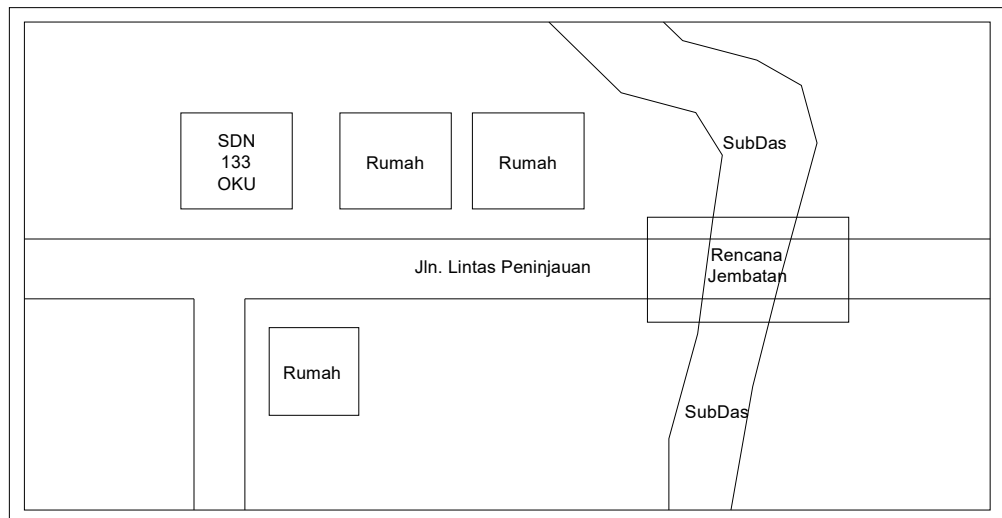 SDN
133
OKU
Rumah
Rumah
SubDas
Jln. Lintas Peninjauan
Rencana
Jembatan
Rumah
SubDas